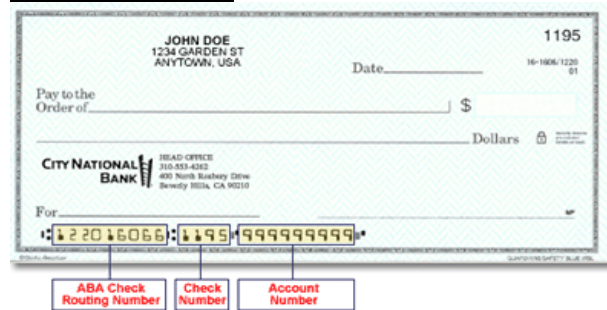 JOHN DOE
1234 GARDEN ST
ANYTOWN, USA
1195
Date
16-1606/1220
01
Pay to the
Order of
$
Dollars
CITY NATIONAL
BANK
HEAD OFFICE
310-553-4262
400 North Roxbury Drive
Beverly Hills, CA 90210
For
MP
122016066 1195 999999999
ABA Check
Routing Number
Check
Number
Account
Number